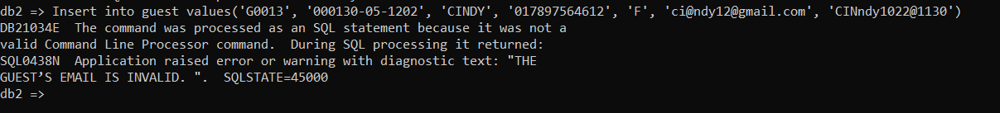 db2 => Insert into guest values('G0013', '000130-05-1202', 'CINDY', '017897564612', 'F', 'ci@ndy12@gmail.com', 'CINndy1022@1130')
DB21034E  The command was processed as an SQL statement because it was not a
valid Command Line Processor command.  During SQL processing it returned:
SQL0438N  Application raised error or warning with diagnostic text: "THE
GUEST’S EMAIL IS INVALID. ".  SQLSTATE=45000
db2 =>